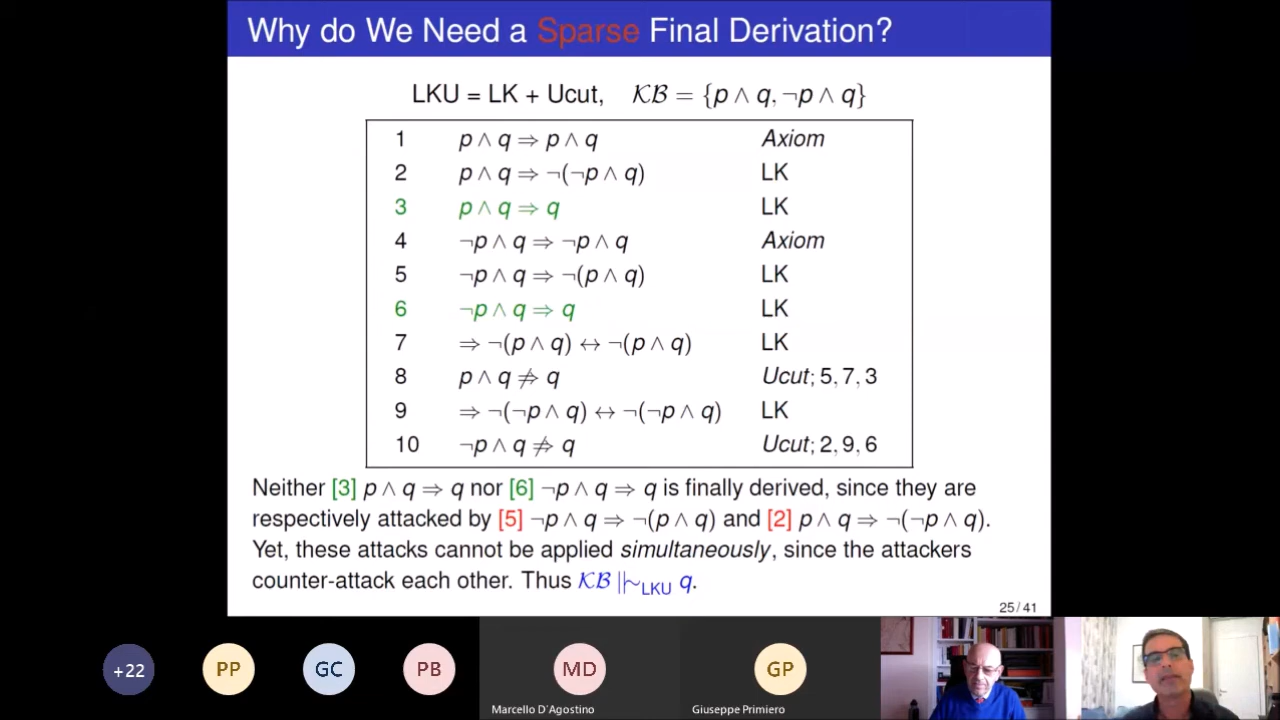 Why do We Need a Sparse Final Derivation?
LKU = LK + Ucut, 𝒦ℬ = {p ∧ q, ¬p ∧ q}
1 p ∧ q ⇒ p ∧ q Axiom
2 p ∧ q ⇒ ¬(¬p ∧ q) LK
3 p ∧ q ⇒ q LK
4 ¬p ∧ q ⇒ ¬p ∧ q Axiom
5 ¬p ∧ q ⇒ ¬(p ∧ q) LK
6 ¬p ∧ q ⇒ q LK
7 ⇒ ¬(p ∧ q) ↔ ¬(p ∧ q) LK
8 p ∧ q ⇏ q Ucut; 5, 7, 3
9 ⇒ ¬(¬p ∧ q) ↔ ¬(¬p ∧ q) LK
10 ¬p ∧ q ⇏ q Ucut; 2, 9, 6
Neither [3] p ∧ q ⇒ q nor [6] ¬p ∧ q ⇒ q is finally derived, since they are
respectively attacked by [5] ¬p ∧ q ⇒ ¬(p ∧ q) and [2] p ∧ q ⇒ ¬(¬p ∧ q).
Yet, these attacks cannot be applied simultaneously, since the attackers
counter-attack each other. Thus 𝒦ℬ ||∼LKU q.
25 / 41
+22 PP GC PB MD GP
Marcello D'Agostino Giuseppe Primiero